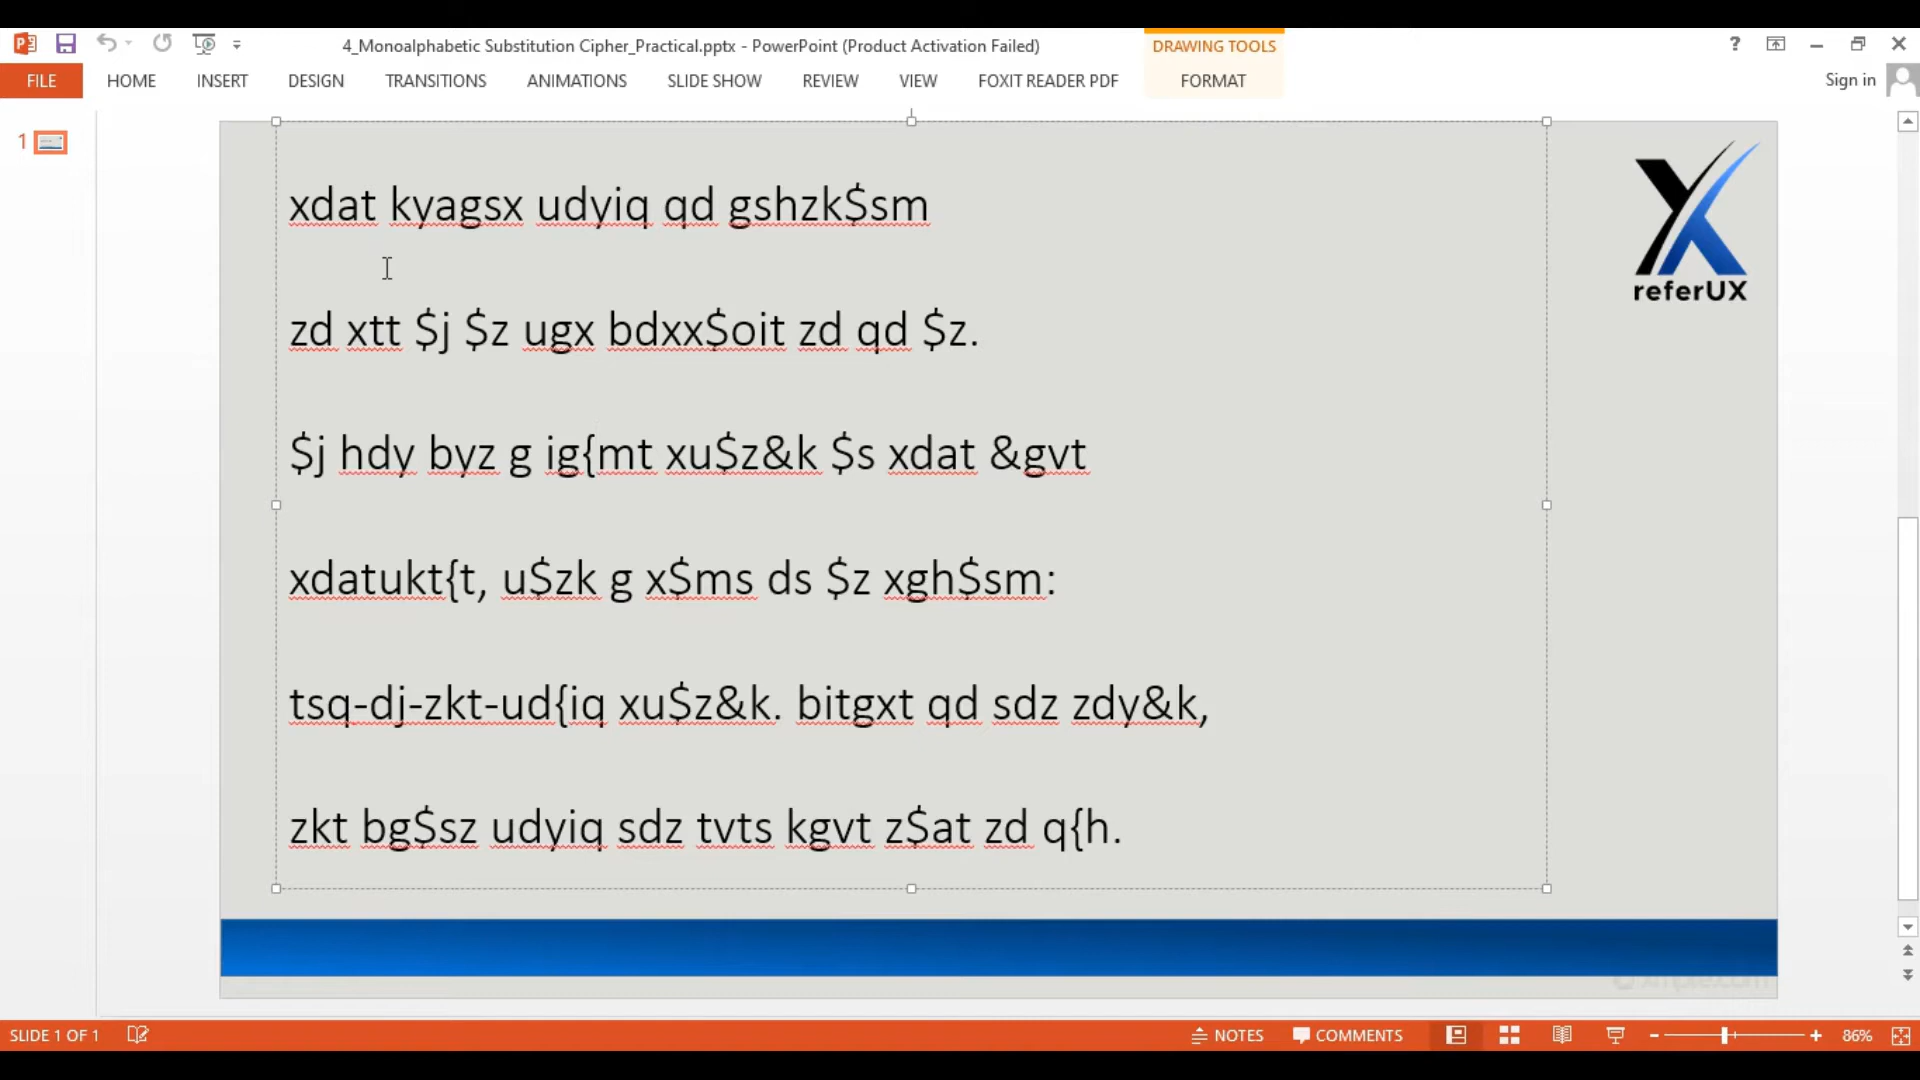 4_Monoalphabetic Substitution Cipher_Practical.pptx - PowerPoint (Product Activation Failed)
DRAWING TOOLS
?
FILE HOME INSERT DESIGN TRANSITIONS ANIMATIONS SLIDE SHOW REVIEW VIEW FOXIT READER PDF FORMAT Sign in
1
xdat kyagsx udyiq qd gshzk$sm
zd xtt $j $z ugx bdxx$oit zd qd $z.
$j hdy byz g ig{mt xu$z&k $s xdat &gvt
xdatukt{t, u$zk g x$ms ds $z xgh$sm:
tsq-dj-zkt-ud{iq xu$z&k. bitgxt qd sdz zdy&k,
zkt bg$sz udyiq sdz tvts kgvt z$at zd q{h.
referUX
SLIDE 1 OF 1 NOTES COMMENTS 86%